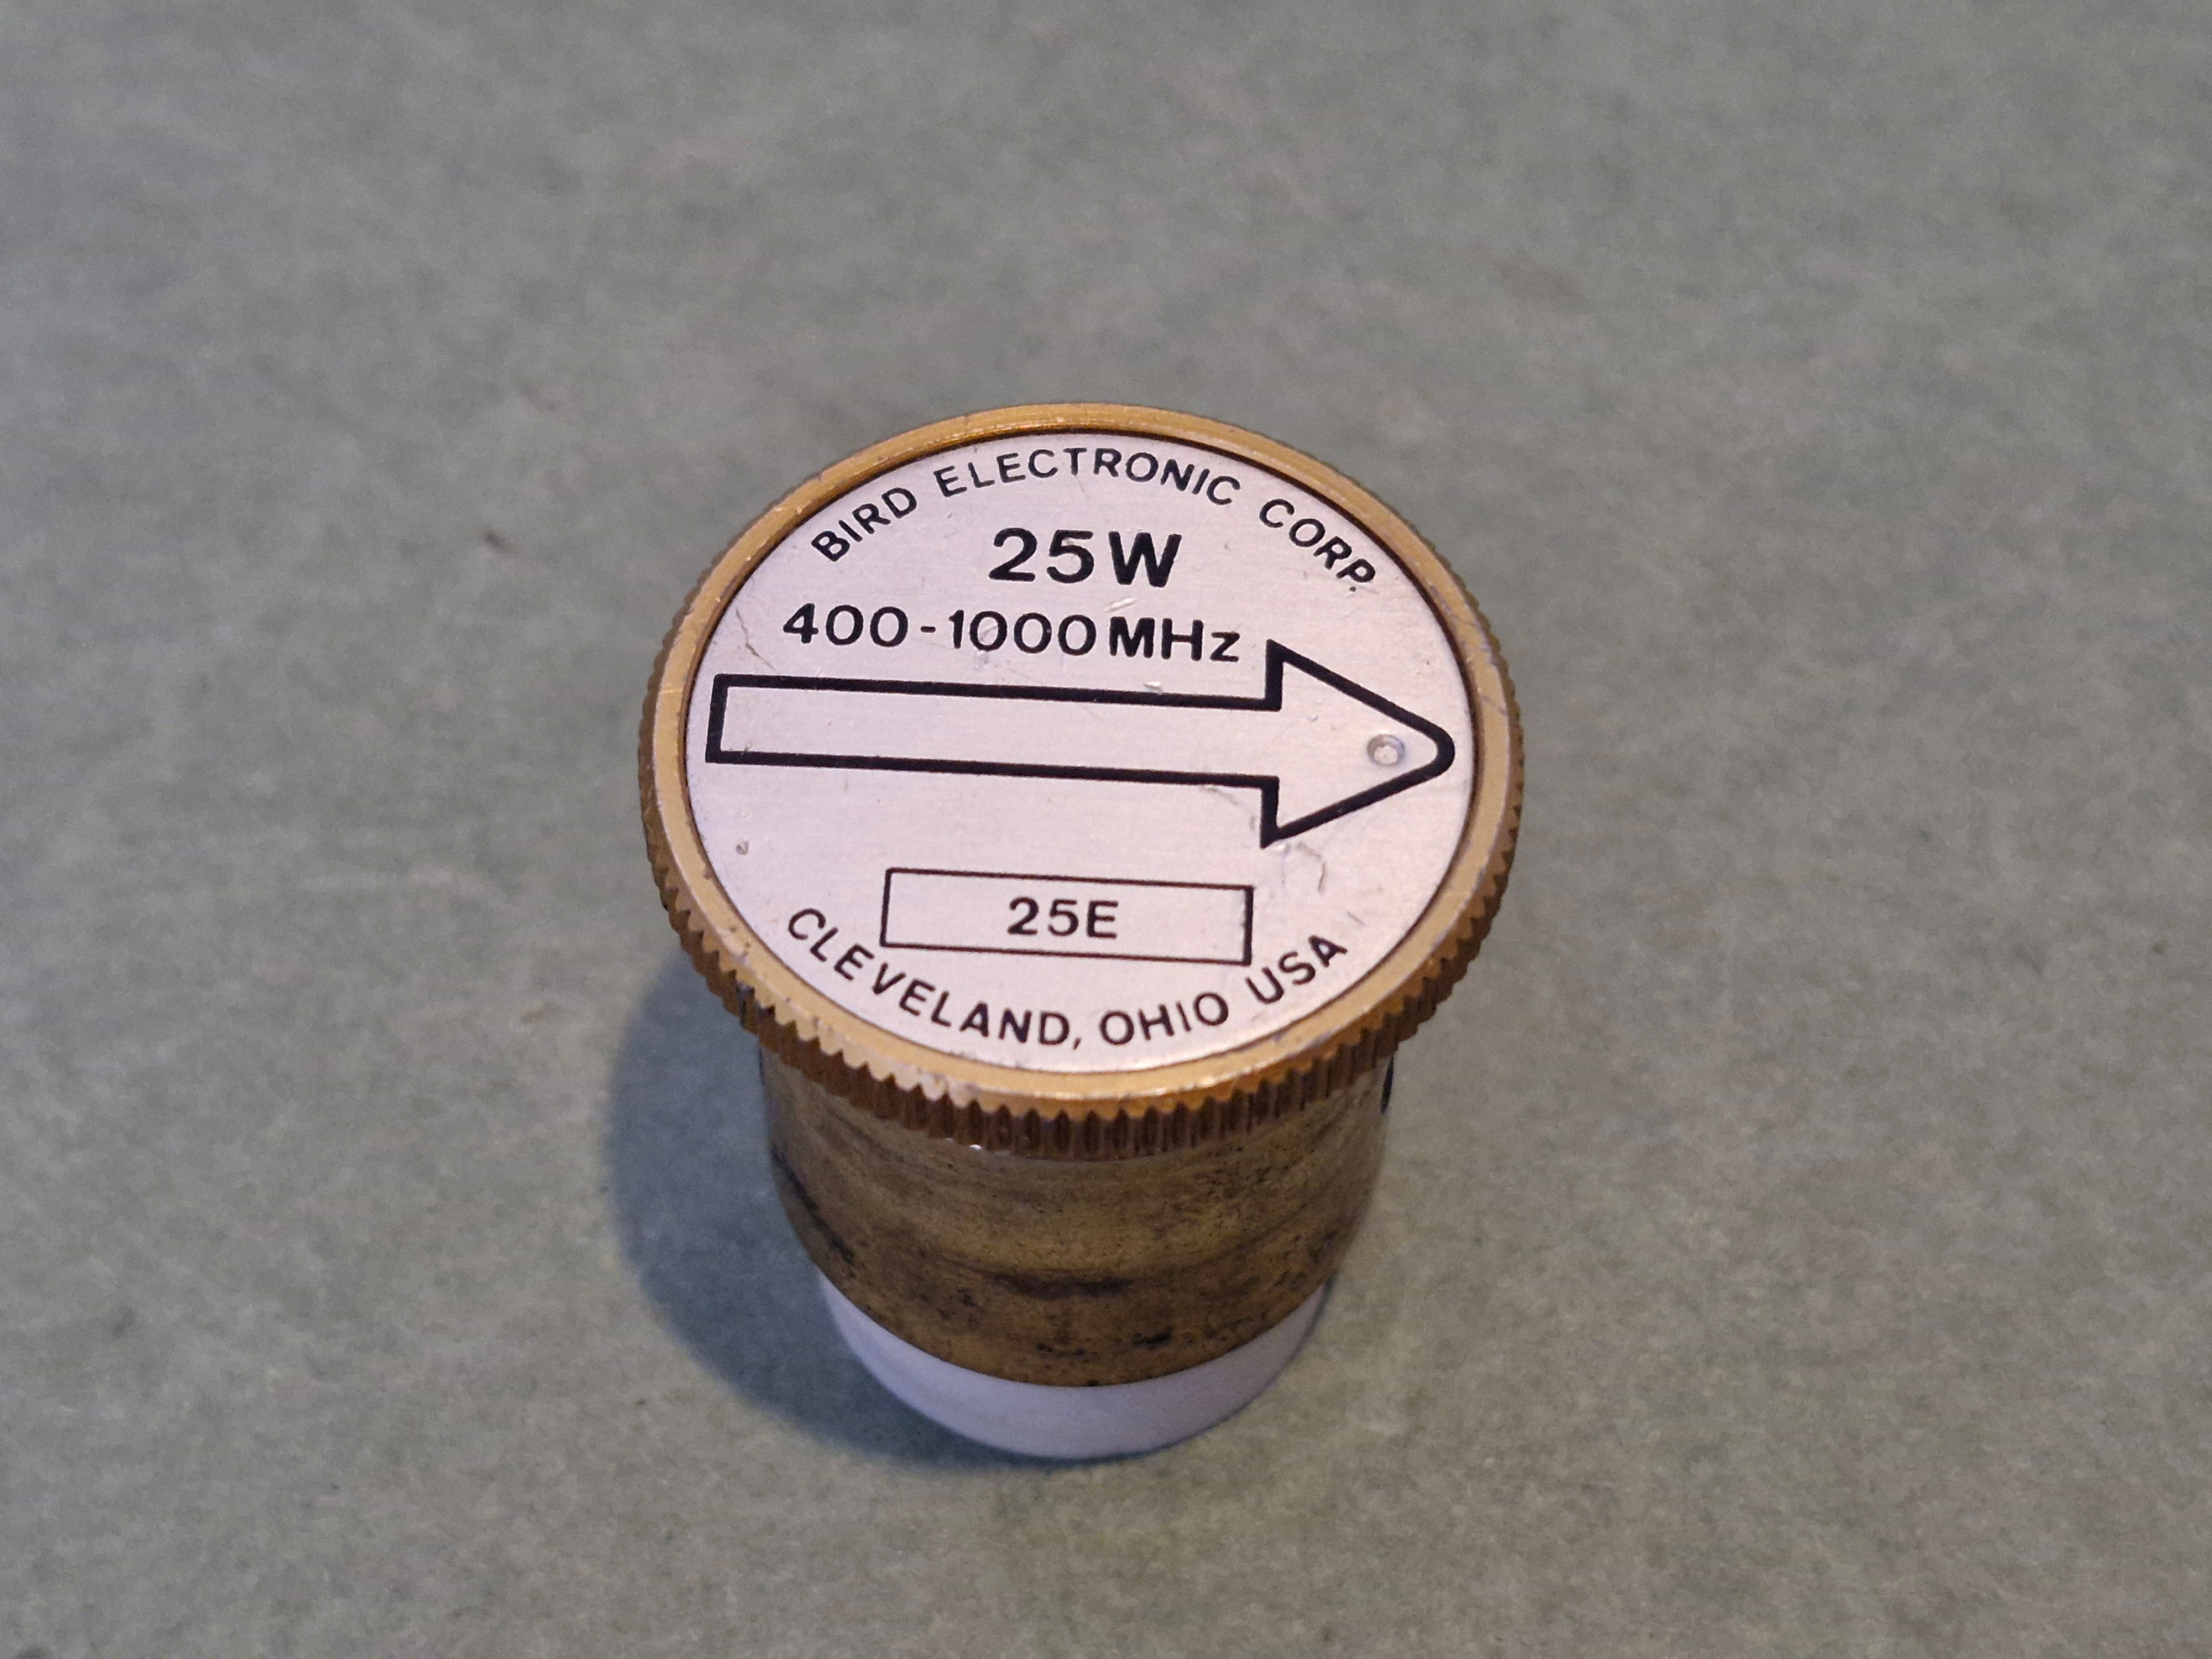 BIRD ELECTRONIC CORP.
25W
400-1000MHz
25E
CLEVELAND, OHIO USA